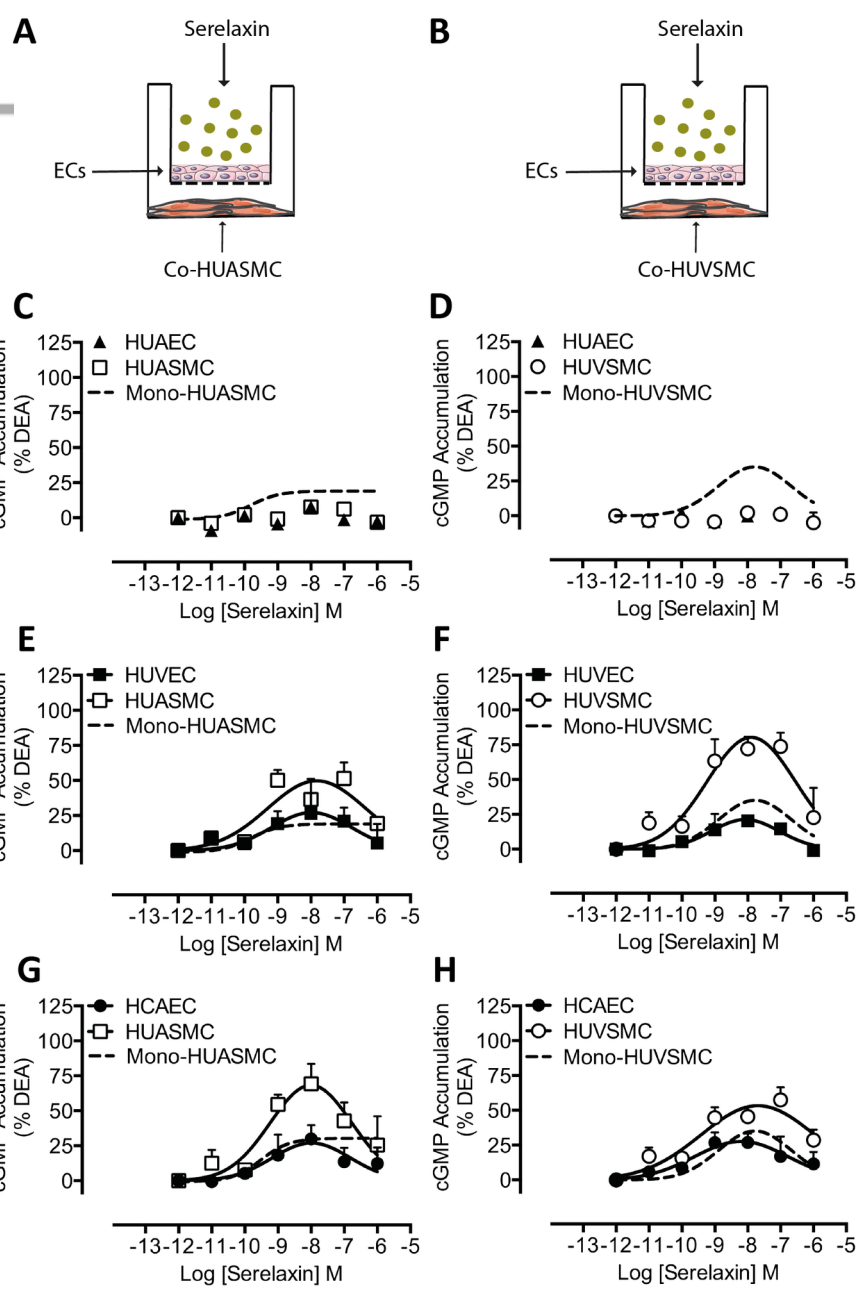 A
Serelaxin
ECs
Co-HUASMC
B
Serelaxin
ECs
Co-HUVSMC
C
cGMP Accumulation
(% DEA)
125
100
75
50
25
0
HUAEC
HUASMC
Mono-HUASMC
-13 -12 -11 -10 -9 -8 -7 -6 -5
Log [Serelaxin] M
D
cGMP Accumulation
(% DEA)
125
100
75
50
25
0
HUAEC
HUVSMC
Mono-HUVSMC
-13 -12 -11 -10 -9 -8 -7 -6 -5
Log [Serelaxin] M
E
cGMP Accumulation
(% DEA)
125
100
75
50
25
0
HUVEC
HUASMC
Mono-HUASMC
-13 -12 -11 -10 -9 -8 -7 -6 -5
Log [Serelaxin] M
F
cGMP Accumulation
(% DEA)
125
100
75
50
25
0
HUVEC
HUVSMC
Mono-HUVSMC
-13 -12 -11 -10 -9 -8 -7 -6 -5
Log [Serelaxin] M
G
cGMP Accumulation
(% DEA)
125
100
75
50
25
0
HCAEC
HUASMC
Mono-HUASMC
-13 -12 -11 -10 -9 -8 -7 -6 -5
Log [Serelaxin] M
H
cGMP Accumulation
(% DEA)
125
100
75
50
25
0
HCAEC
HUVSMC
Mono-HUVSMC
-13 -12 -11 -10 -9 -8 -7 -6 -5
Log [Serelaxin] M